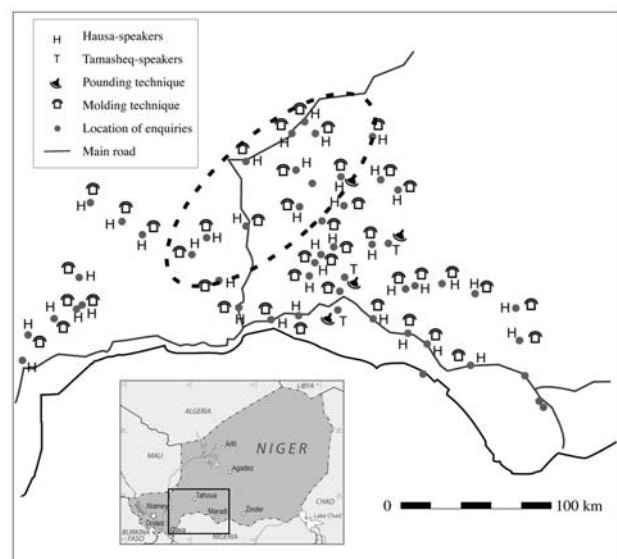 H Hausa-speakers
T Tamasheq-speakers
Pounding technique
Molding technique
Location of enquiries
Main road
H
H
H
H
H H
H
H
H
H
H
H
H H
H
H
H
H T
H H
H
H T H H H
H
H H
H
H
H H T H
H
H H
H
H
H H
LIBYA
ALGERIA
NIGER
MALI
Arlit
Agadez
Tahoua
CHAD
Niamey
Zinder
Maradi
Lake Chad
Dosso
BURKINA
FASO
NIGERIA
0 100 km